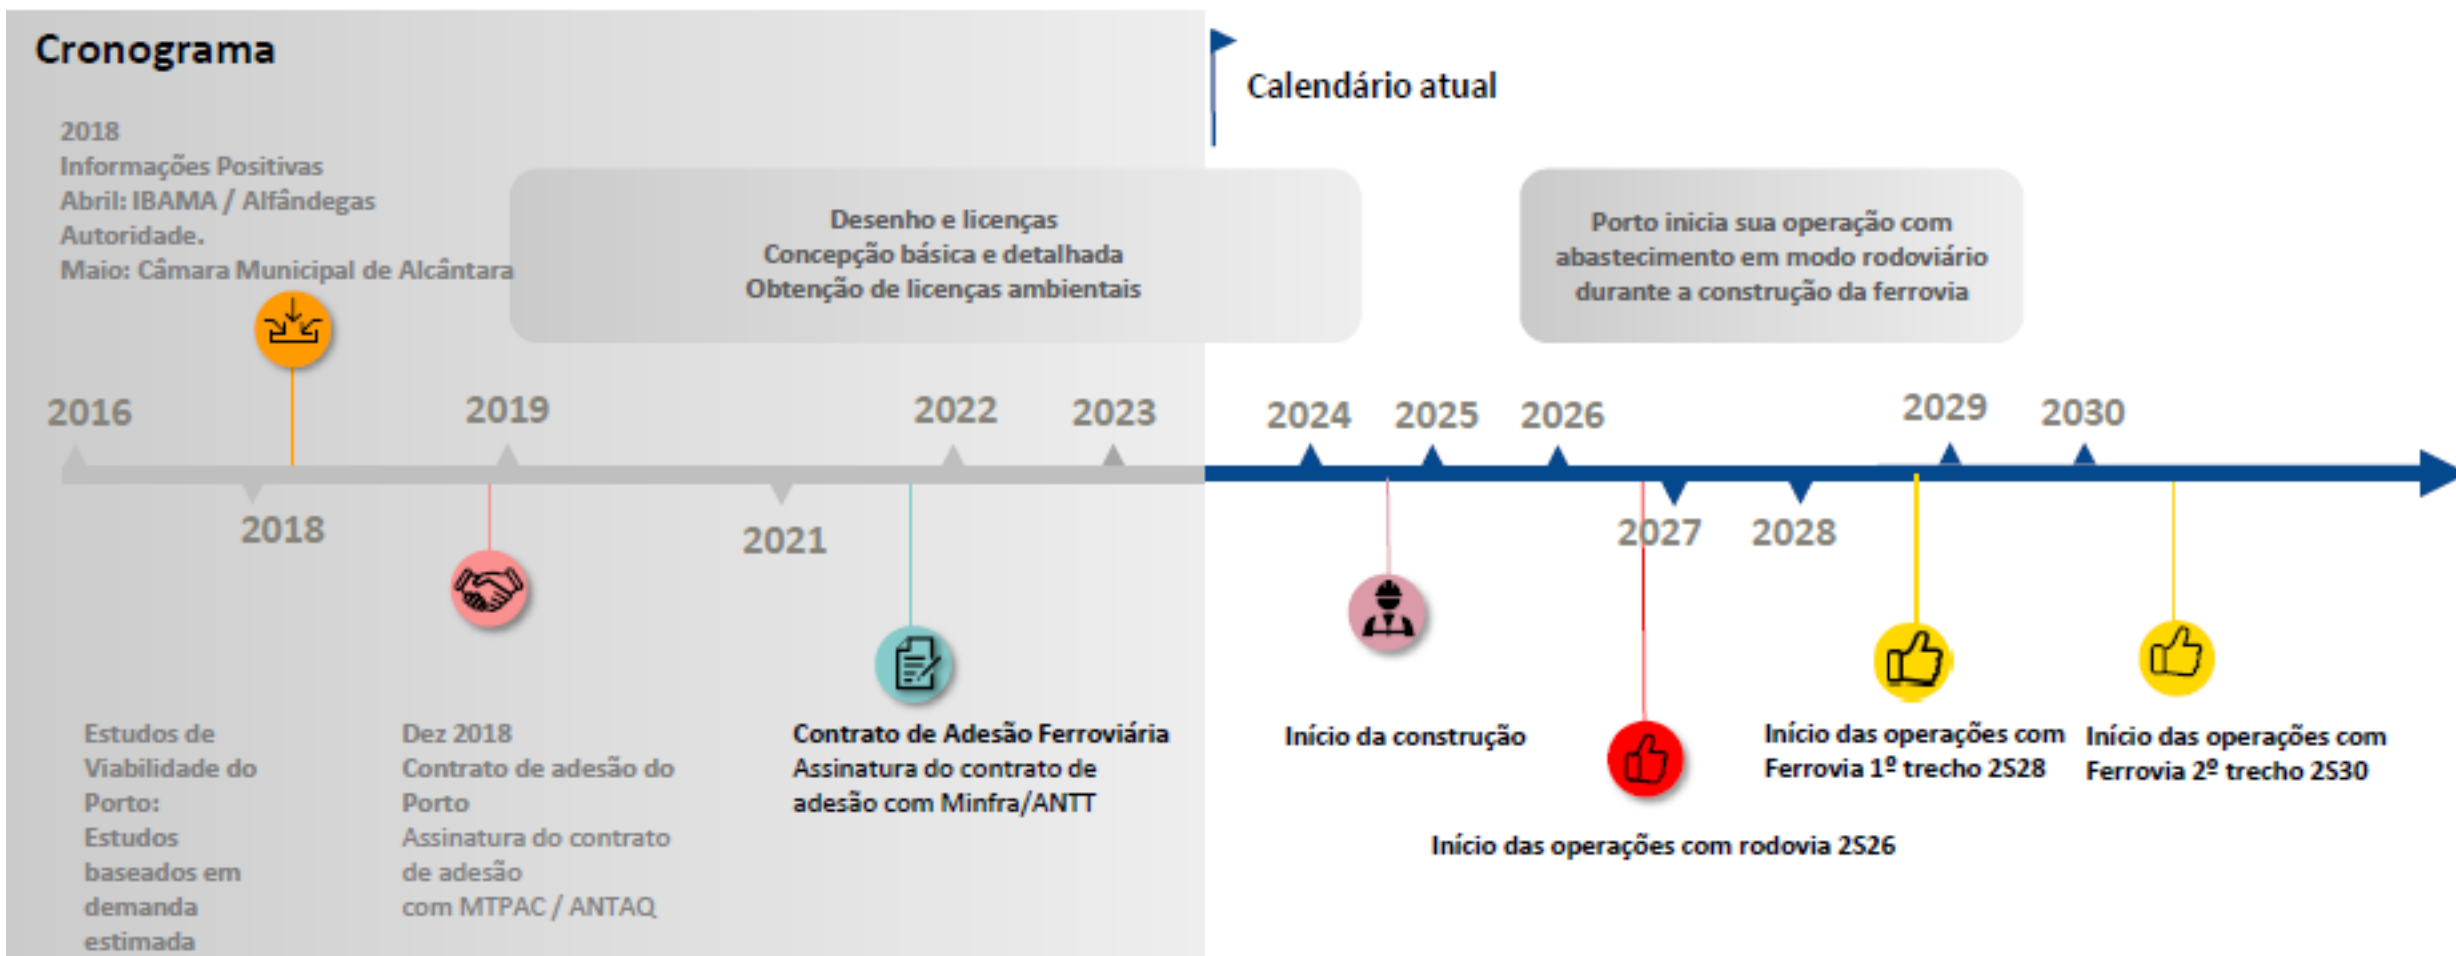 Cronograma
Calendário atual
2018
Informações Positivas
Abril: IBAMA / Alfândegas
Autoridade.
Maio: Câmara Municipal de Alcântara
Desenho e licenças
Concepção básica e detalhada
Obtenção de licenças ambientais
Porto inicia sua operação com
abastecimento em modo rodoviário
durante a construção da ferrovia
2016
2019
2022
2023
2024
2025
2026
2029
2030
2018
2021
2027
2028
Estudos de
Viabilidade do
Porto:
Estudos
baseados em
demanda
estimada
Dez 2018
Contrato de adesão do
Porto
Assinatura do contrato
de adesão
com MTPAC / ANTAQ
Contrato de Adesão Ferroviária
Assinatura do contrato de
adesão com Minfra/ANTT
Início da construção
Início das operações com rodovia 2S26
Início das operações com
Ferrovia 1º trecho 2S28
Início das operações com
Ferrovia 2º trecho 2S30